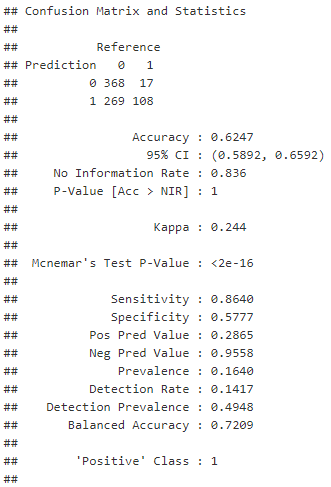 ## Confusion Matrix and Statistics
##
##           Reference
## Prediction   0   1
##          0 368  17
##          1 269 108
##
##                Accuracy : 0.6247
##                  95% CI : (0.5892, 0.6592)
##     No Information Rate : 0.836
##     P-Value [Acc > NIR] : 1
##
##                   Kappa : 0.244
##
##  Mcnemar's Test P-Value : <2e-16
##
##             Sensitivity : 0.8640
##             Specificity : 0.5777
##          Pos Pred Value : 0.2865
##          Neg Pred Value : 0.9558
##              Prevalence : 0.1640
##          Detection Rate : 0.1417
##    Detection Prevalence : 0.4948
##       Balanced Accuracy : 0.7209
##
##        'Positive' Class : 1
##